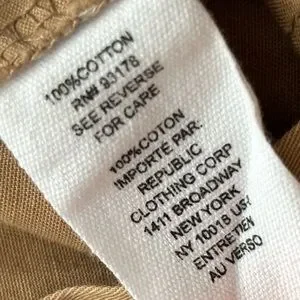 100%COTTON
RN# 93178
SEE REVERSE
FOR CARE
100%COTON
IMPORTÉ PAR:
REPUBLIC
CLOTHING CORP
1411 BROADWAY
NEW YORK
NY 10018 USA
ENTRETIEN
AU VERSO